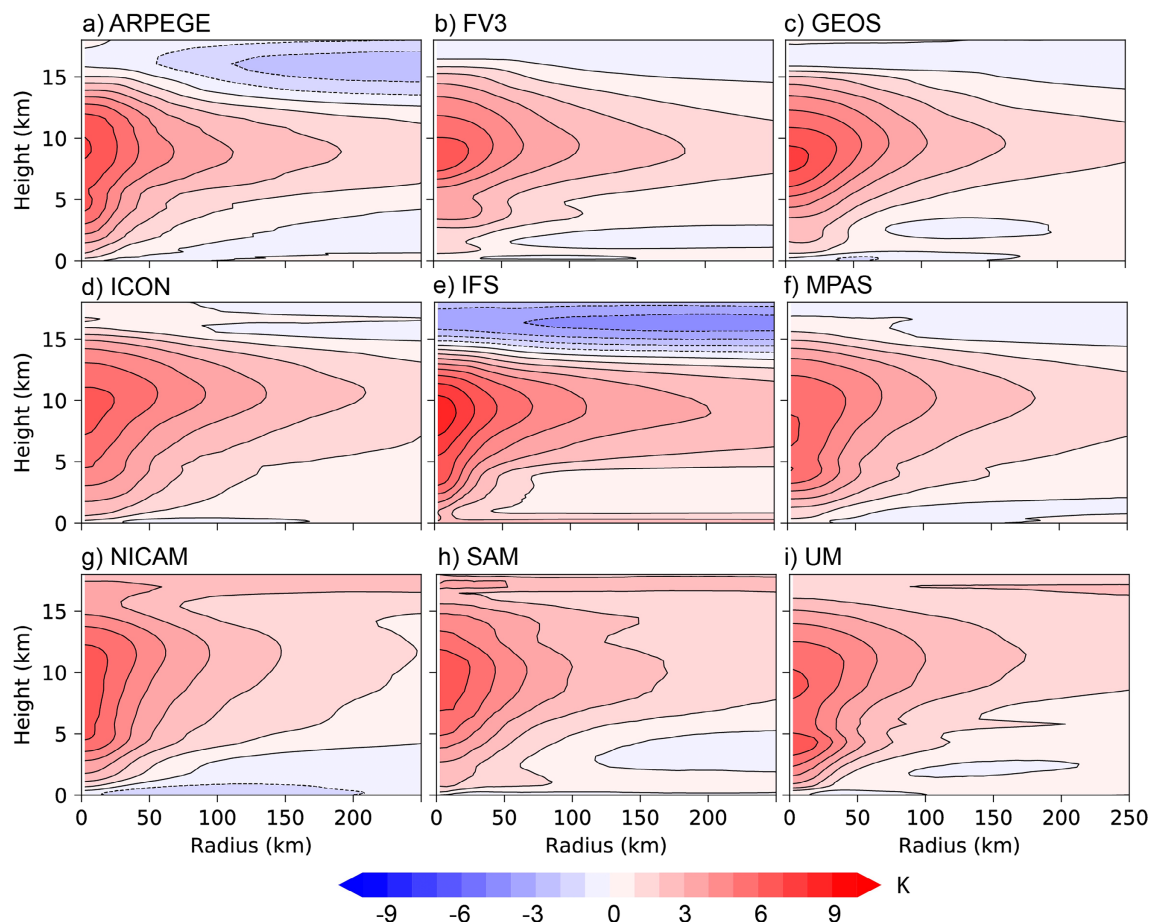 a) ARPEGE b) FV3 c) GEOS
Height (km)
15
10
5
0
d) ICON e) IFS f) MPAS
Height (km)
15
10
5
0
g) NICAM h) SAM i) UM
Height (km)
15
10
5
0
0 50 100 150 200 0 50 100 150 200 0 50 100 150 200 250
Radius (km) Radius (km) Radius (km)
K
-9 -6 -3 0 3 6 9